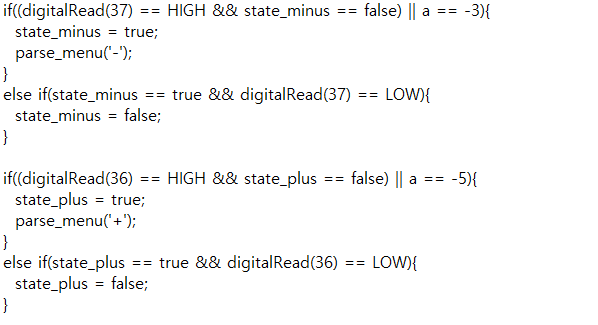 if((digitalRead(37) == HIGH && state_minus == false) || a == -3){
state_minus = true;
parse_menu('-');
}
else if(state_minus == true && digitalRead(37) == LOW){
state_minus = false;
}
if((digitalRead(36) == HIGH && state_plus == false) || a == -5){
state_plus = true;
parse_menu('+');
}
else if(state_plus == true && digitalRead(36) == LOW){
state_plus = false;
}